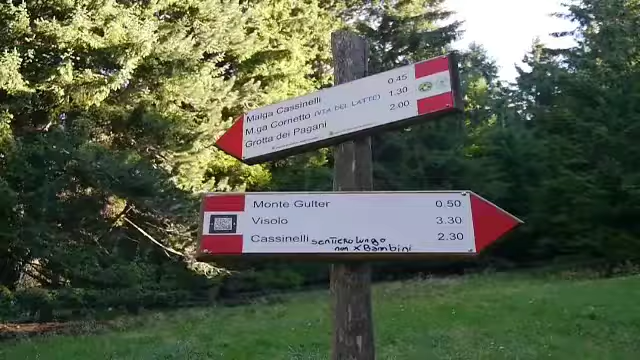 Malga Cassinelli 0.45
M.ga Cornetto (VIA DEL LATTE) 1.30
Grotta dei Pagani 2.00
Monte Gulter 0.50
Visolo 3.30
Cassinelli sentiero lungo 2.30
non x Bambini